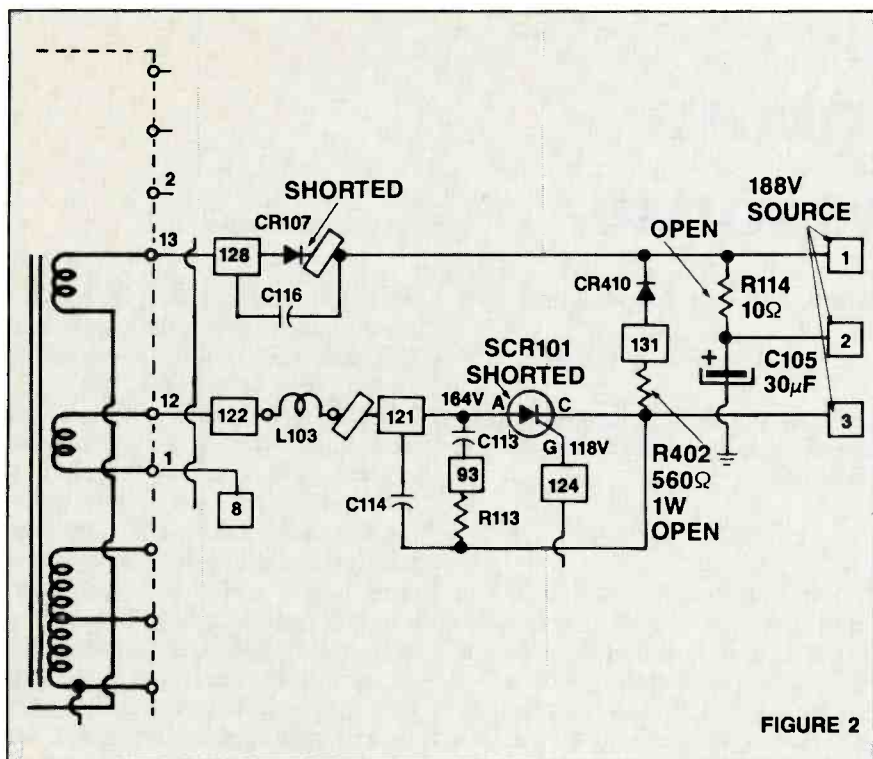 2
13
128
CR107
SHORTED
C116
188V
SOURCE
OPEN
1
CR410
R114
10Ω
131
2
SCR101
SHORTED
+
C105
30μF
12
122
L103
121
164V
A
C
3
C113
G
118V
1
8
C114
93
R113
124
R402
560Ω
1W
OPEN
FIGURE 2